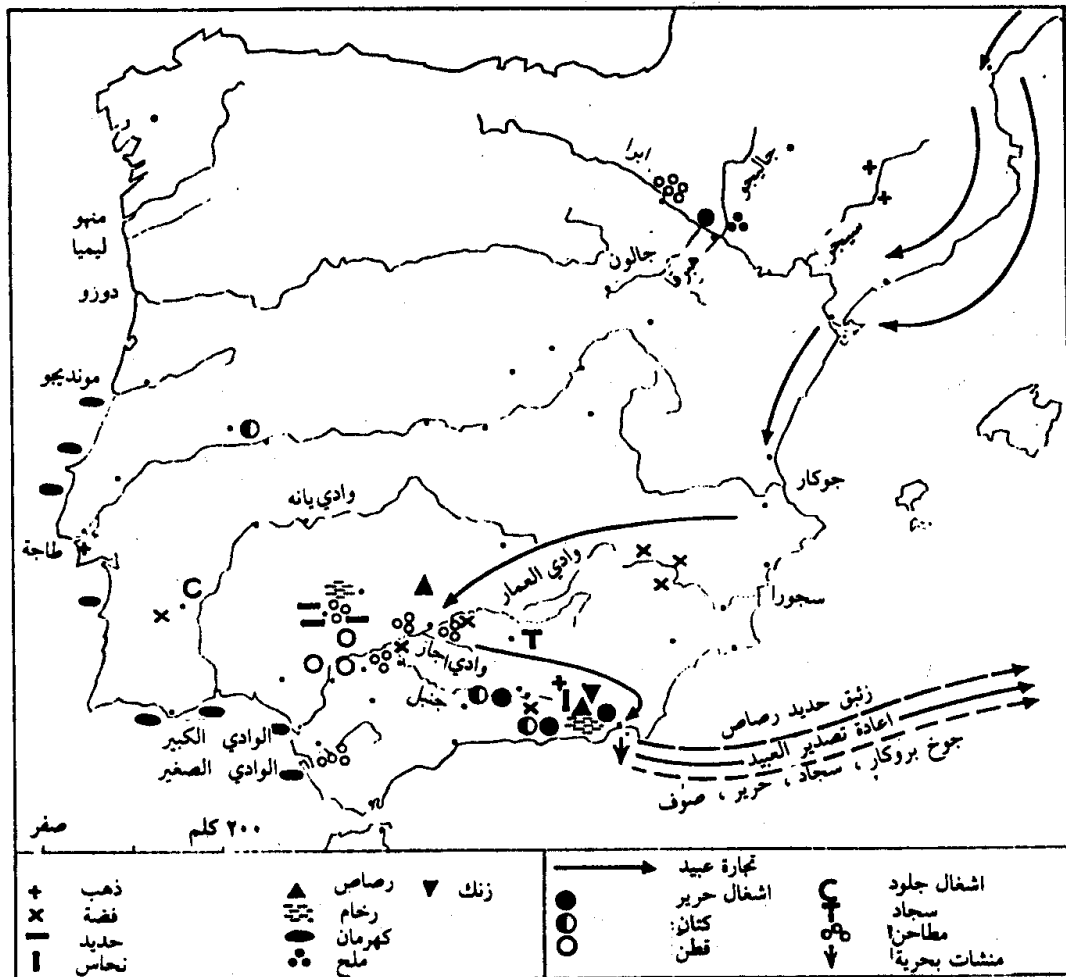 ابرا
جاليجو
سيجر
منهو
ليميا
جالون
دوزو
مونديجو
جوكار
وادي يانه
طاجة
وادي العمار
سجورا
C
T
وادي اجار
جنبل
الوادي الكبير
الوادي الصغير
زئبق حديد رصاص
اعادة تصدير العبيد
جوخ بروكار ، سجاد ، حرير ، صوف
صفر ٢٠٠ كلم
تجارة عبيد
ذهب
فضة
حديد
نحاس
رصاص
رخام
كهرمان
ملح
زنك
اشغال حرير
كتان
قطن
اشغال جلود
سجاد
مطاحن
منشات بحرية